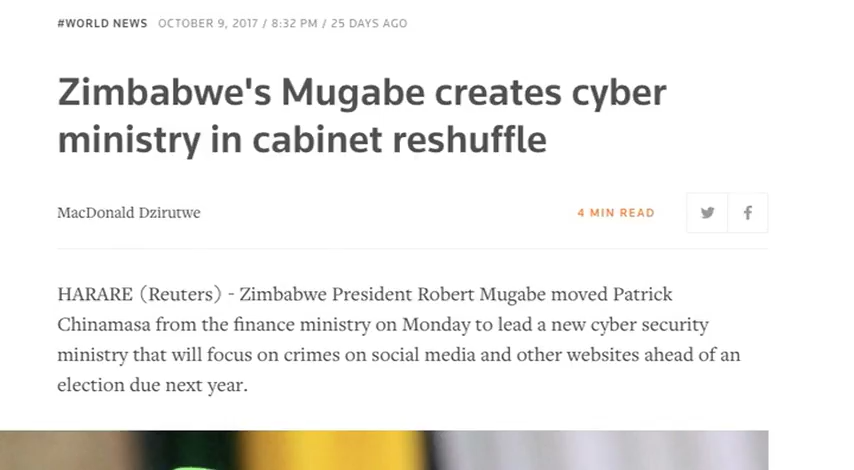 #WORLD NEWS OCTOBER 9, 2017 / 8:32 PM / 25 DAYS AGO
Zimbabwe's Mugabe creates cyber
ministry in cabinet reshuffle
MacDonald Dzirutwe 4 MIN READ
HARARE (Reuters) - Zimbabwe President Robert Mugabe moved Patrick
Chinamasa from the finance ministry on Monday to lead a new cyber security
ministry that will focus on crimes on social media and other websites ahead of an
election due next year.